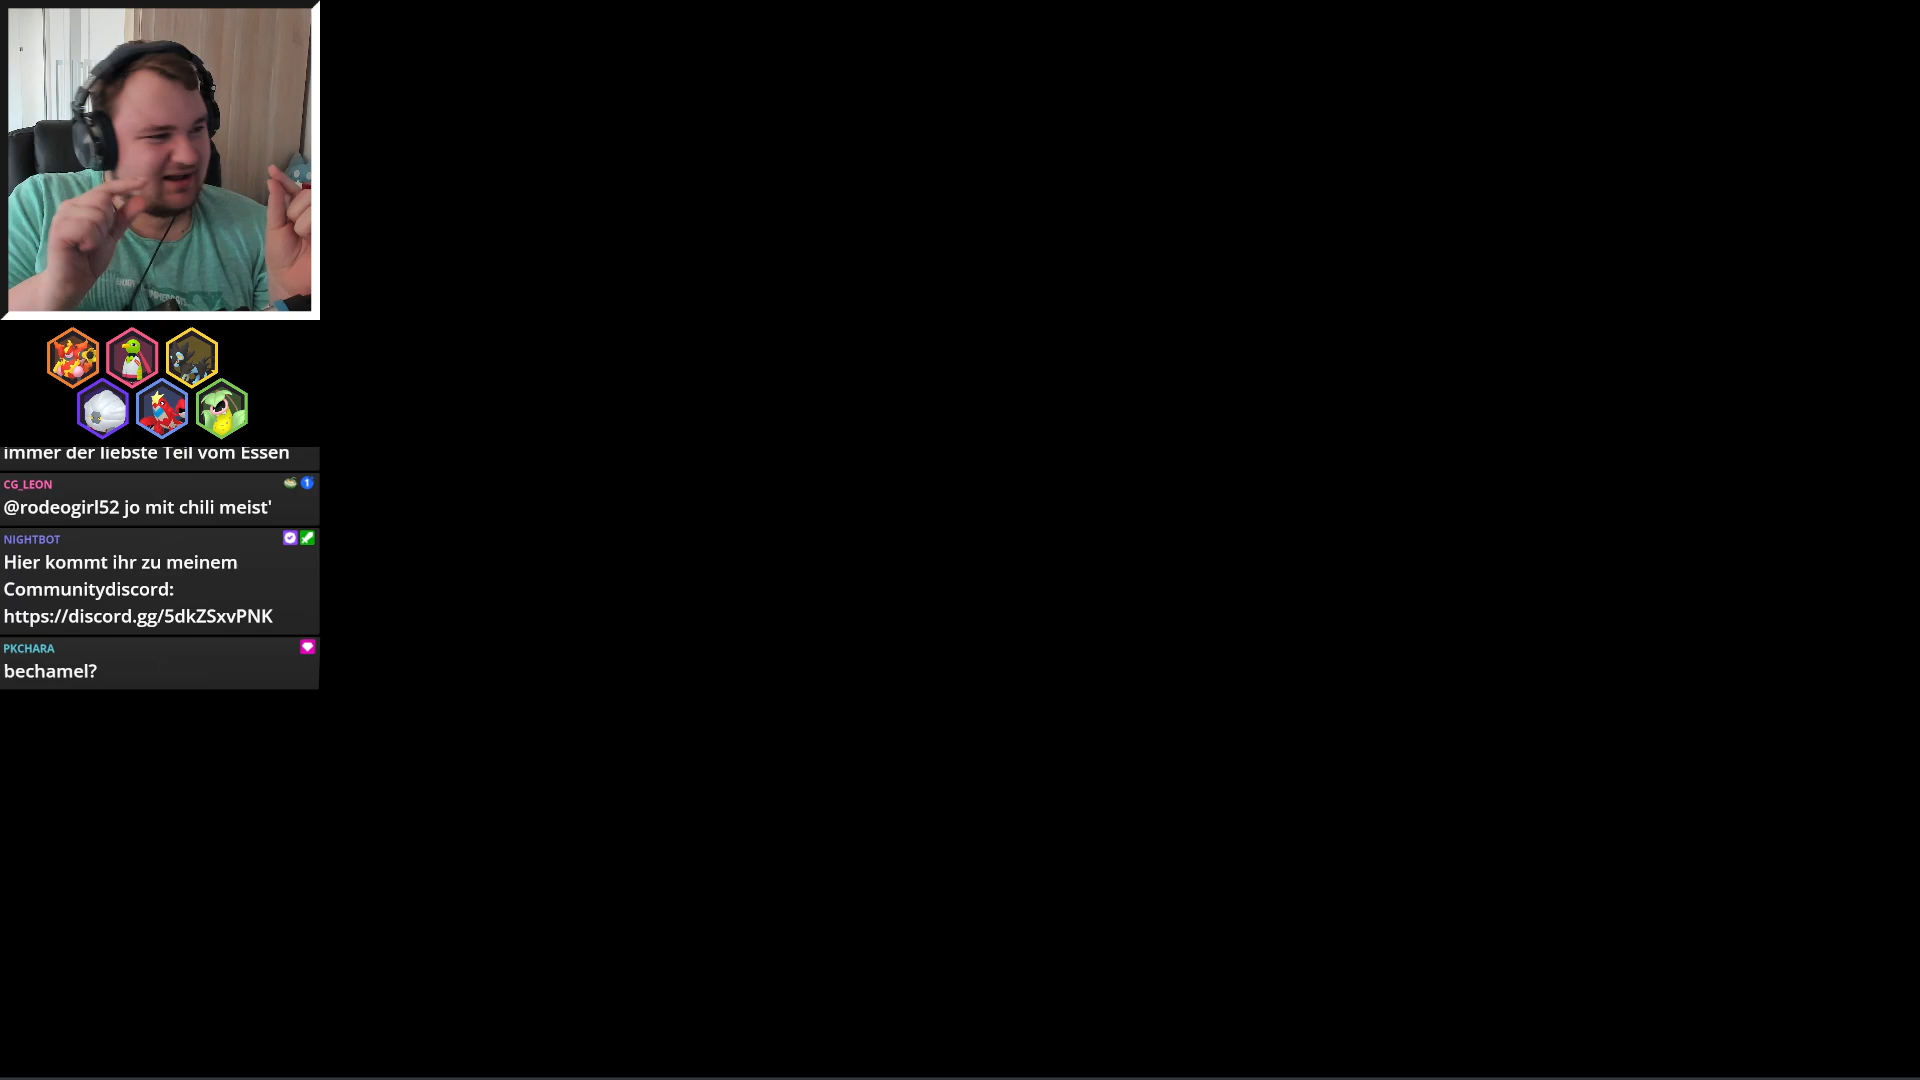 immer der liebste Teil vom Essen
CG_LEON
1
@rodeogirl52 jo mit chili meist'
NIGHTBOT
Hier kommt ihr zu meinem
Communitydiscord:
https://discord.gg/5dkZSxvPNK
PKCHARA
bechamel?